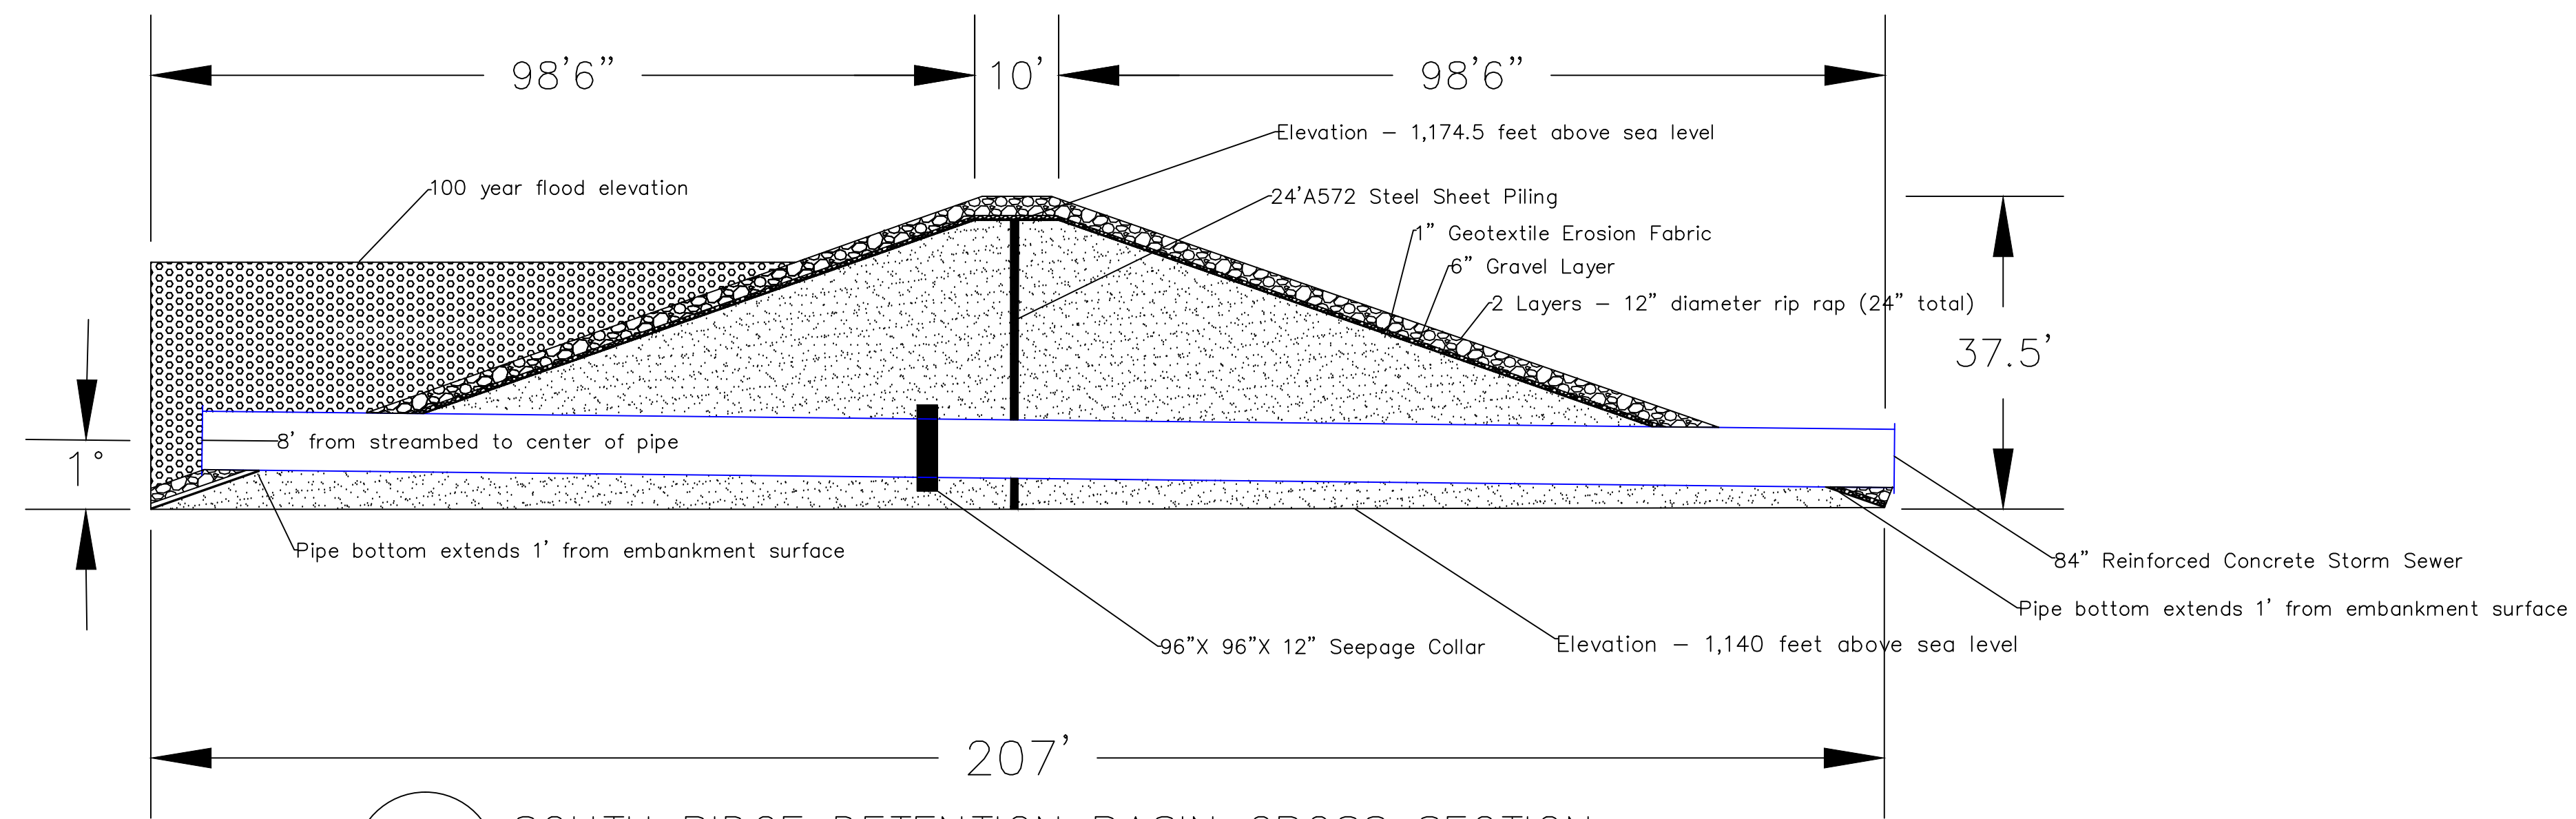 98'6" 10' 98'6"
Elevation – 1,174.5 feet above sea level
100 year flood elevation
24'A572 Steel Sheet Piling
1" Geotextile Erosion Fabric
6" Gravel Layer
2 Layers – 12" diameter rip rap (24" total)
37.5'
8' from streambed to center of pipe
1°
Pipe bottom extends 1' from embankment surface
84" Reinforced Concrete Storm Sewer
Pipe bottom extends 1' from embankment surface
96"X 96"X 12" Seepage Collar
Elevation – 1,140 feet above sea level
207'